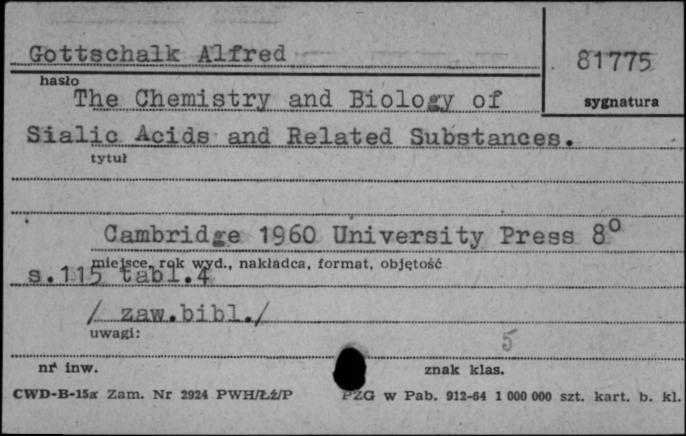 Gottschalk Alfred
81775
hasło
sygnatura
The Chemistry and Biology of
Sialic Acids and Related Substances.
tytuł
Cambridge 1960 University Press 8°
miejsce, rok wyd., nakładca, format, objętość
s.115 tabl.4
/ zaw.bibl./
uwagi:
5
nr inw.
znak klas.
CWD-B-15a Zam. Nr 2924 PWH/Łź/P
PZG w Pab. 912-64 1 000 000 szt. kart. b. kl.